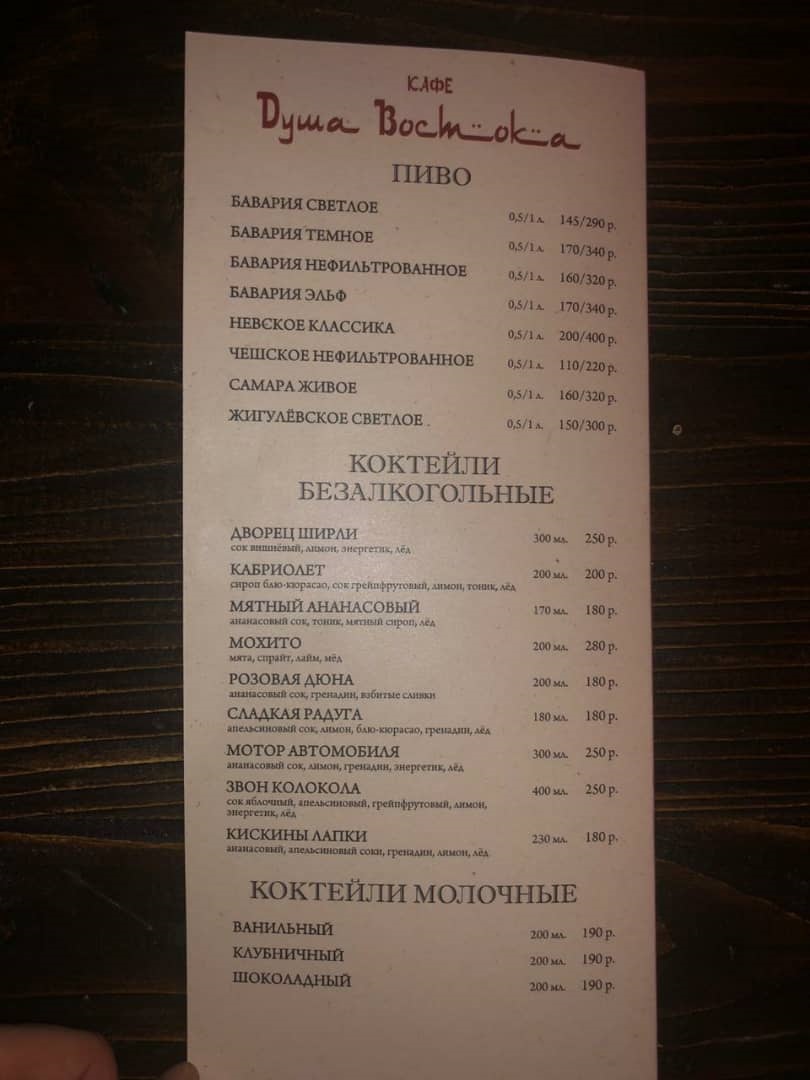 КАФЕ
Душа Востока
ПИВО
БАВАРИЯ СВЕТЛОЕ 0,5/1 л. 145/290 р.
БАВАРИЯ ТЕМНОЕ 0,5/1 л. 170/340 р.
БАВАРИЯ НЕФИЛЬТРОВАННОЕ 0,5/1 л. 160/320 р.
БАВАРИЯ ЭЛЬФ 0,5/1 л. 170/340 р.
НЕВСКОЕ КЛАССИКА 0,5/1 л. 200/400 р.
ЧЕШСКОЕ НЕФИЛЬТРОВАННОЕ 0,5/1 л. 110/220 р.
САМАРА ЖИВОЕ 0,5/1 л. 160/320 р.
ЖИГУЛЁВСКОЕ СВЕТЛОЕ . 0,5/1 л. 150/300 р.
КОКТЕЙЛИ
БЕЗАЛКОГОЛЬНЫЕ
ДВОРЕЦ ШИРЛИ 300 мл. 250 р.
сок вишнёвый, лимон, энергетик, лёд
КАБРИОЛЕТ 200 мл. 200 р.
сироп блю-кюрасао, сок грейпфрутовый, лимон, тоник, лёд
МЯТНЫЙ АНАНАСОВЫЙ 170 мл. 180 р.
ананасовый сок, тоник, мятный сироп, лёд
МОХИТО 200 мл. 280 р.
мята, спрайт, лайм, мёд
РОЗОВАЯ ДЮНА 200 мл. 180 р.
ананасовый сок, гренадин, взбитые сливки
СЛАДКАЯ РАДУГА 180 мл. 180 р.
апельсиновый сок, лимон, блю-кюрасао, гренадин, лёд
МОТОР АВТОМОБИЛЯ 300 мл. 250 р.
ананасовый сок, лимон, гренадин, энергетик, лёд
ЗВОН КОЛОКОЛА 400 мл. 250 р.
сок яблочный, апельсиновый, грейпфрутовый, лимон,
энергетик, лёд
КИСКИНЫ ЛАПКИ 230 мл. 180 р.
ананасовый, апельсиновый соки, гренадин, лимон, лёд
КОКТЕЙЛИ МОЛОЧНЫЕ
ВАНИЛЬНЫЙ 200 мл. 190 р.
КЛУБНИЧНЫЙ 200 мл. 190 р.
ШОКОЛАДНЫЙ 200 мл. 190 р.